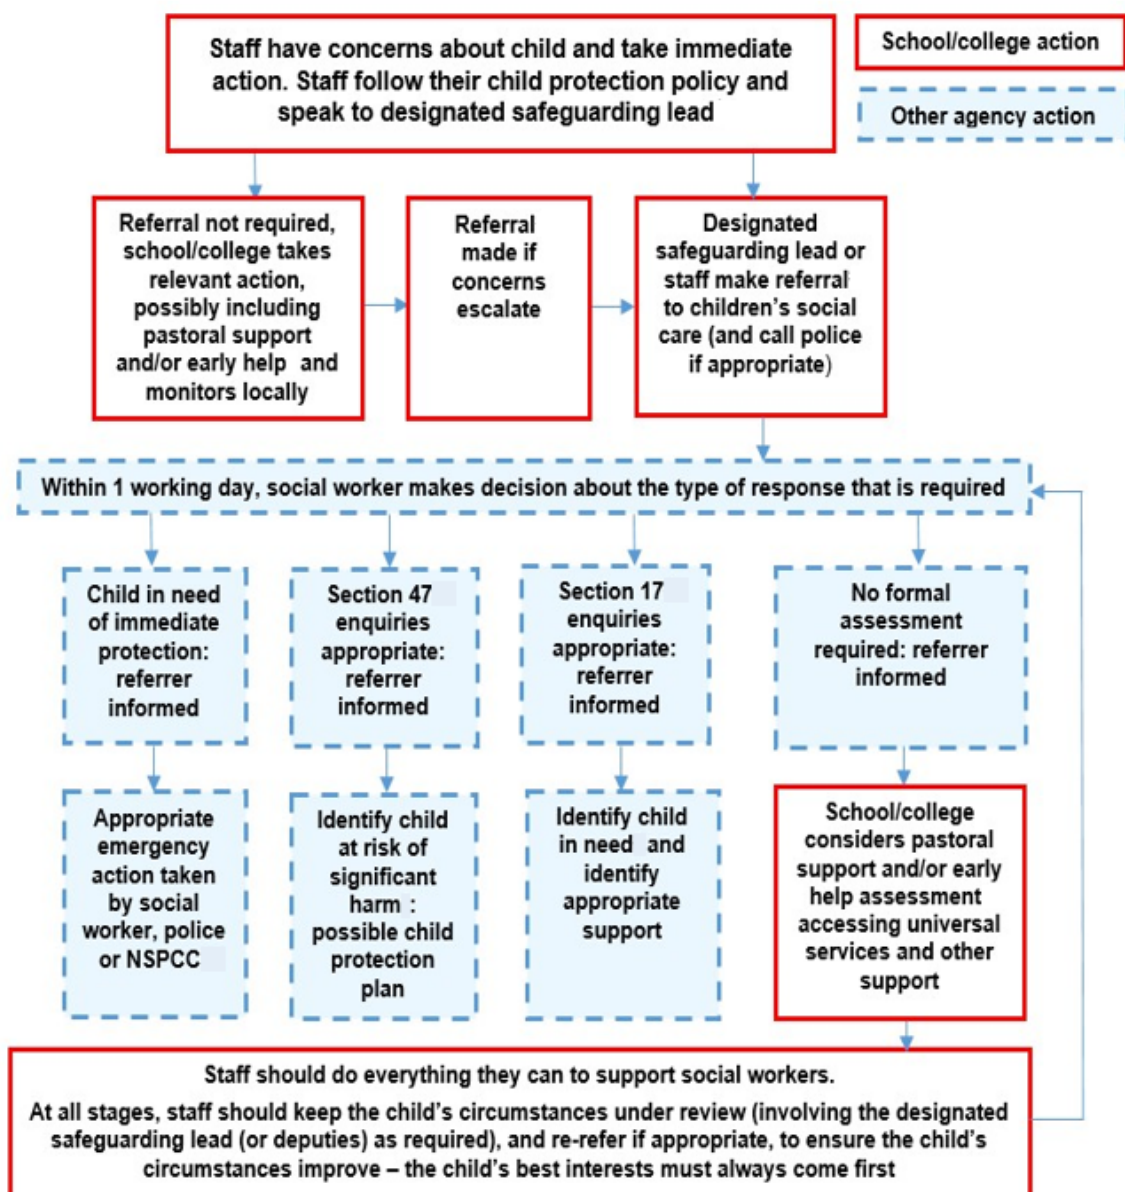 Staff have concerns about child and take immediate
action. Staff follow their child protection policy and
speak to designated safeguarding lead
School/college action
Other agency action
Referral not required,
school/college takes
relevant action,
possibly including
pastoral support
and/or early help and
monitors locally
Referral
made if
concerns
escalate
Designated
safeguarding lead or
staff make referral
to children’s social
care (and call police
if appropriate)
Within 1 working day, social worker makes decision about the type of response that is required
Child in need
of immediate
protection:
referrer
informed
Section 47
enquiries
appropriate:
referrer
informed
Section 17
enquiries
appropriate:
referrer
informed
No formal
assessment
required: referrer
informed
Appropriate
emergency
action taken
by social
worker, police
or NSPCC
Identify child
at risk of
significant
harm :
possible child
protection
plan
Identify child
in need and
identify
appropriate
support
School/college
considers pastoral
support and/or early
help assessment
accessing universal
services and other
support
Staff should do everything they can to support social workers.
At all stages, staff should keep the child’s circumstances under review (involving the designated
safeguarding lead (or deputies) as required), and re-refer if appropriate, to ensure the child’s
circumstances improve – the child’s best interests must always come first